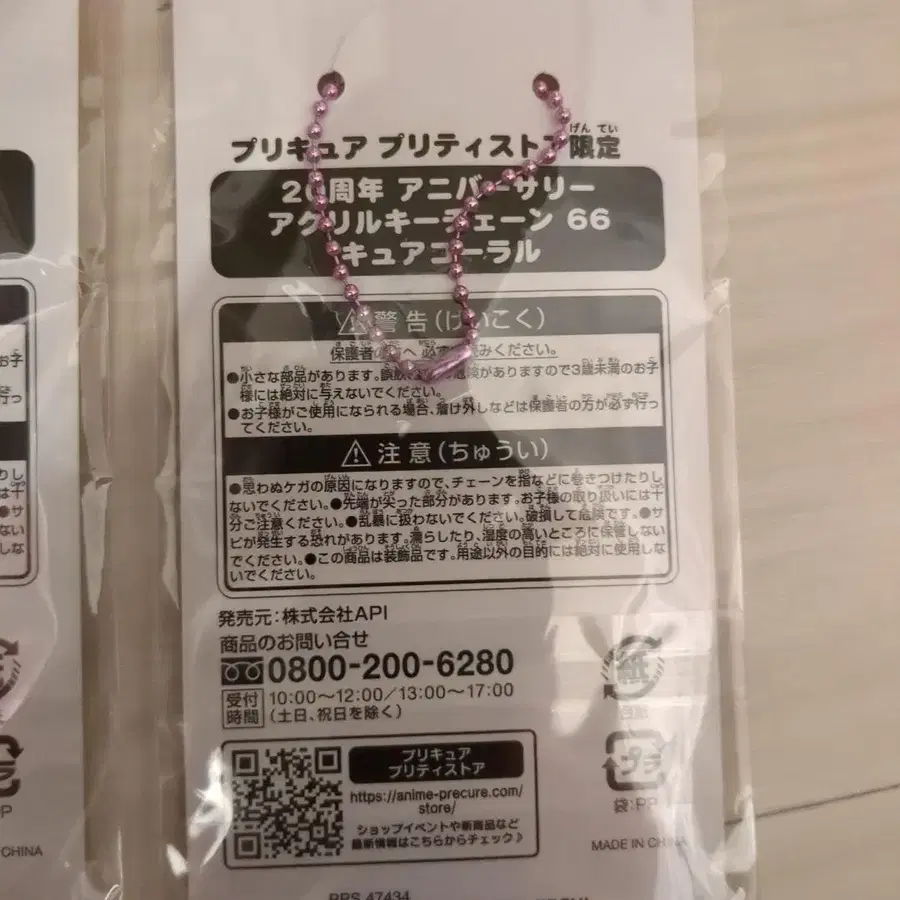 プリキュア プリティストア限定
20周年 アニバーサリー
アクリルキーチェーン 66
キュアコーラル
警告(けいこく)
保護者の方へ 必ずお読みください。
●小さな部品があります。誤飲の危険がありますので3歳未満のお子
様には絶対に与えないでください。
●お子様がご使用になられる場合、着け外しなどは保護者の方が必ず行っ
てください。
注意(ちゅうい)
●思わぬケガの原因になりますので、チェーンを指などに巻きつけたりし
ないでください。●先端が尖った部分があります。お子様の取り扱いには十
分ご注意ください。●乱暴に扱わないでください。破損して危険です。●サ
ビが発生する恐れがあります。濡らしたり、湿度の高いところに保管しない
でください。●この商品は装飾品です。用途以外の目的には絶対に使用しな
いでください。
発売元:株式会社API
商品のお問い合せ
0800-200-6280
受付時間 10:00~12:00/13:00~17:00
(土日、祝日を除く)
プリキュア
プリティストア
https://anime-precure.com/
store/
ショップイベントや新商品など
最新情報はこちらからチェック♪
紙
台紙
プラ
袋:PP
MADE IN CHINA
CHINA